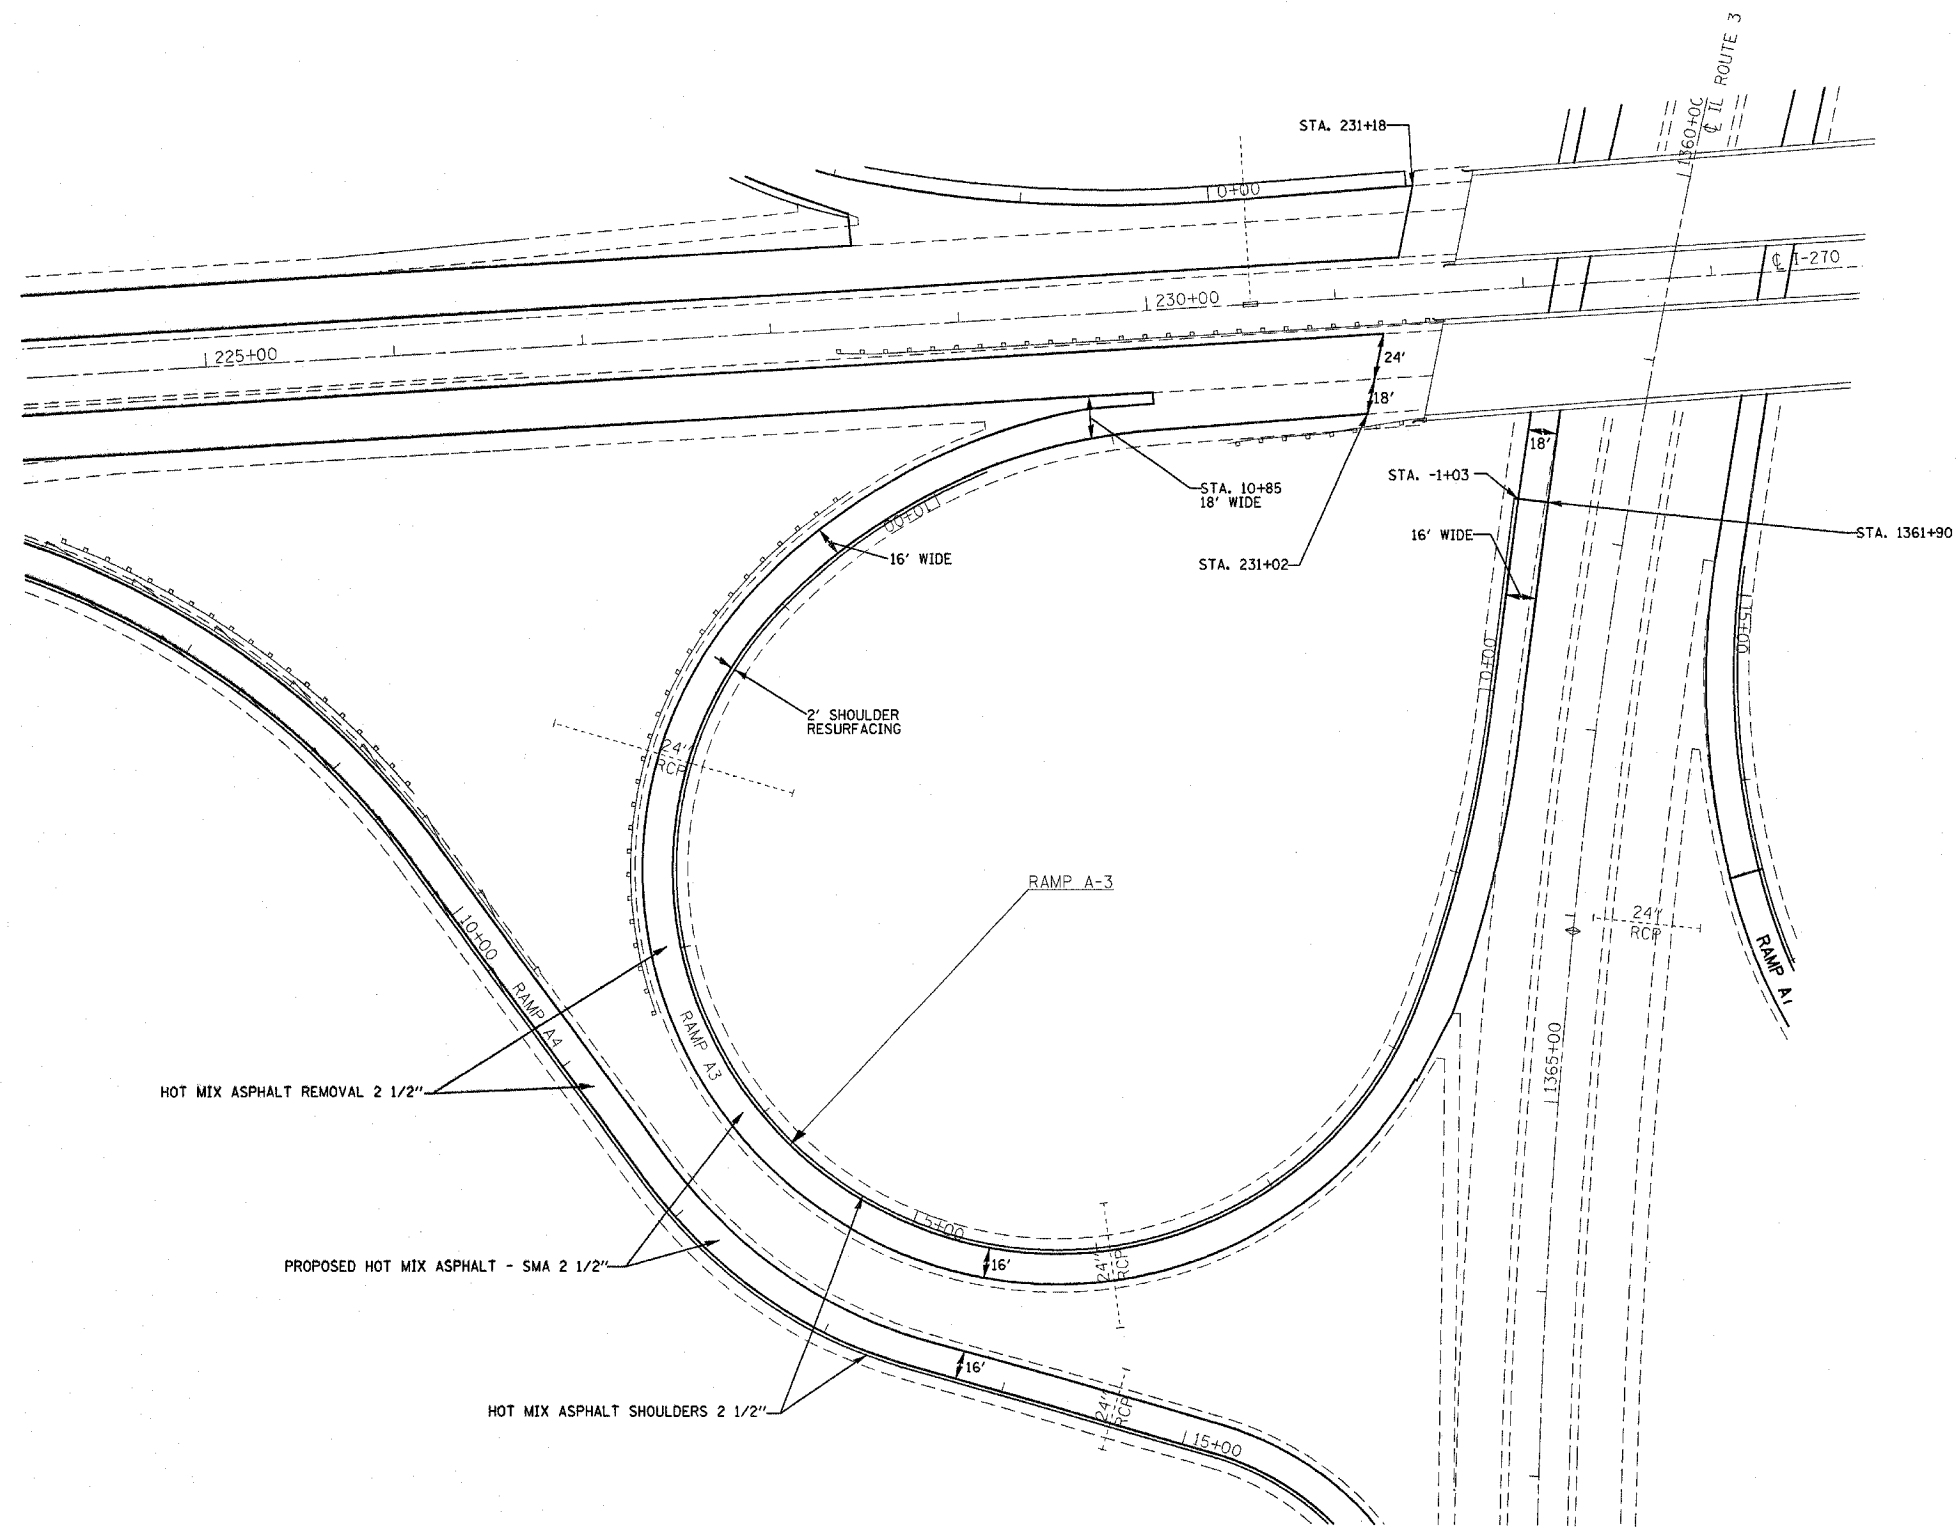 ℄ IL ROUTE 3
1360+00
STA. 231+18
0+00
℄ I-270
230+00
225+00
24'
18'
18'
STA. -1+03
STA. 10+85
18' WIDE
10+00
STA. 1361+90
16' WIDE
16' WIDE
STA. 231+02
15+00
0+00
2' SHOULDER
RESURFACING
24"
RCP
RAMP A-3
24"
RCP
10+00
RAMP A4
RAMP A1
RAMP A3
1365+00
HOT MIX ASPHALT REMOVAL 2 1/2"
5+00
16'
24"
RCP
PROPOSED HOT MIX ASPHALT - SMA 2 1/2"
16'
24"
RCP
HOT MIX ASPHALT SHOULDERS 2 1/2"
15+00